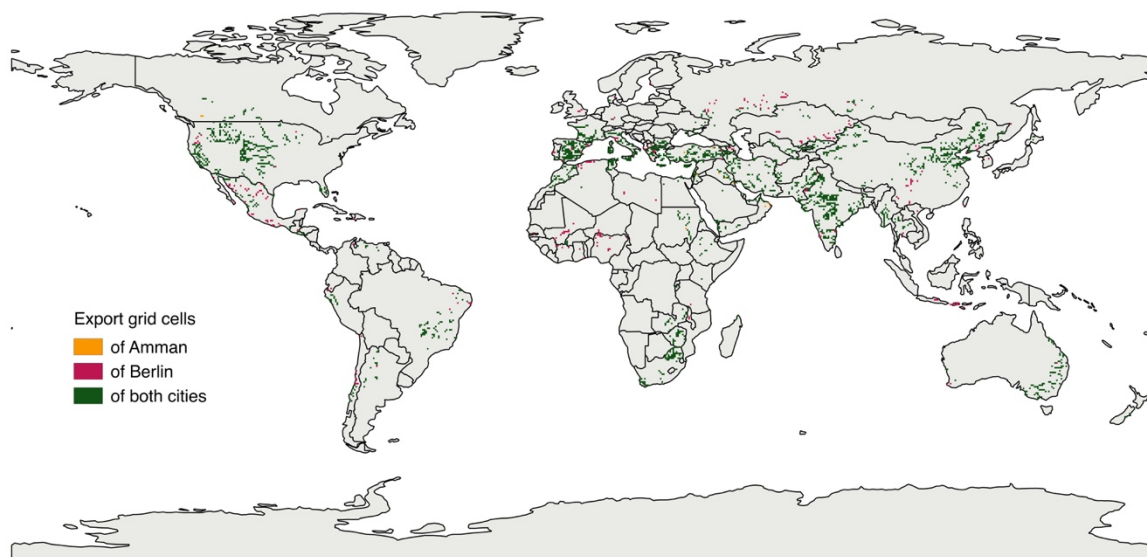 Export grid cells
of Amman
of Berlin
of both cities